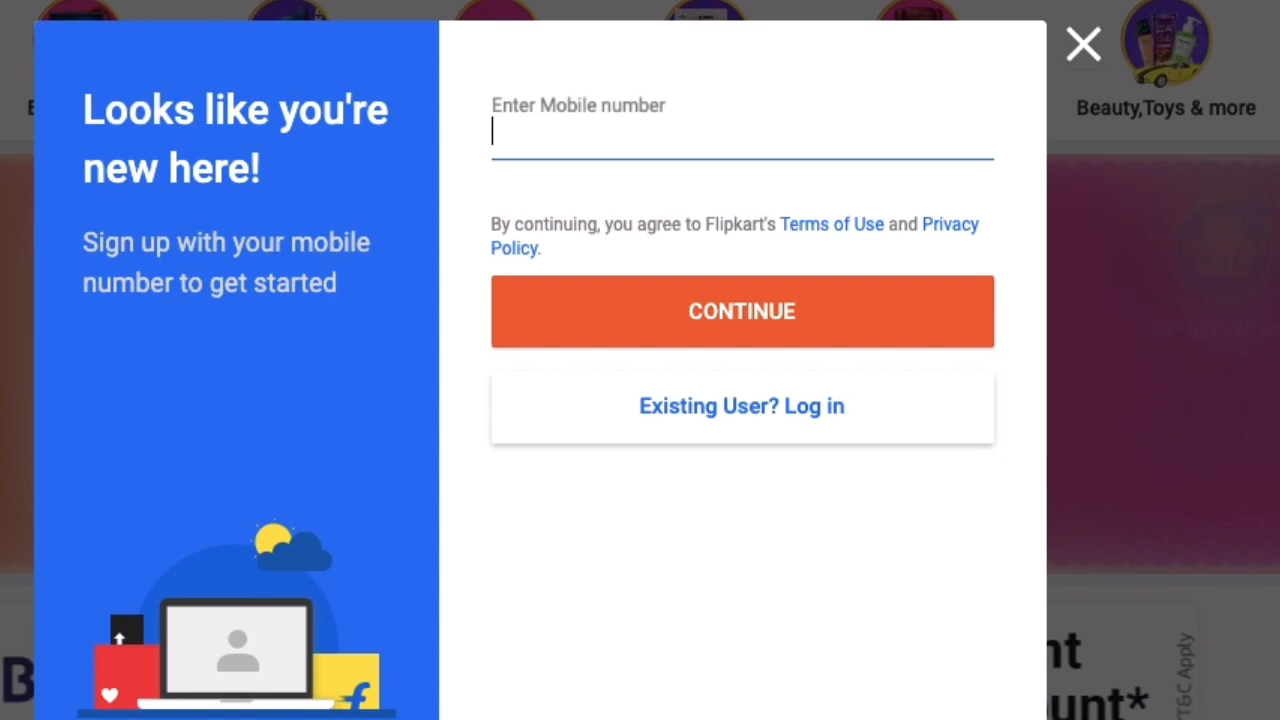 Looks like you're
new here!
Sign up with your mobile
number to get started
Enter Mobile number
By continuing, you agree to Flipkart's Terms of Use and Privacy
Policy.
CONTINUE
Existing User? Log in
Beauty,Toys & more
T&C Apply